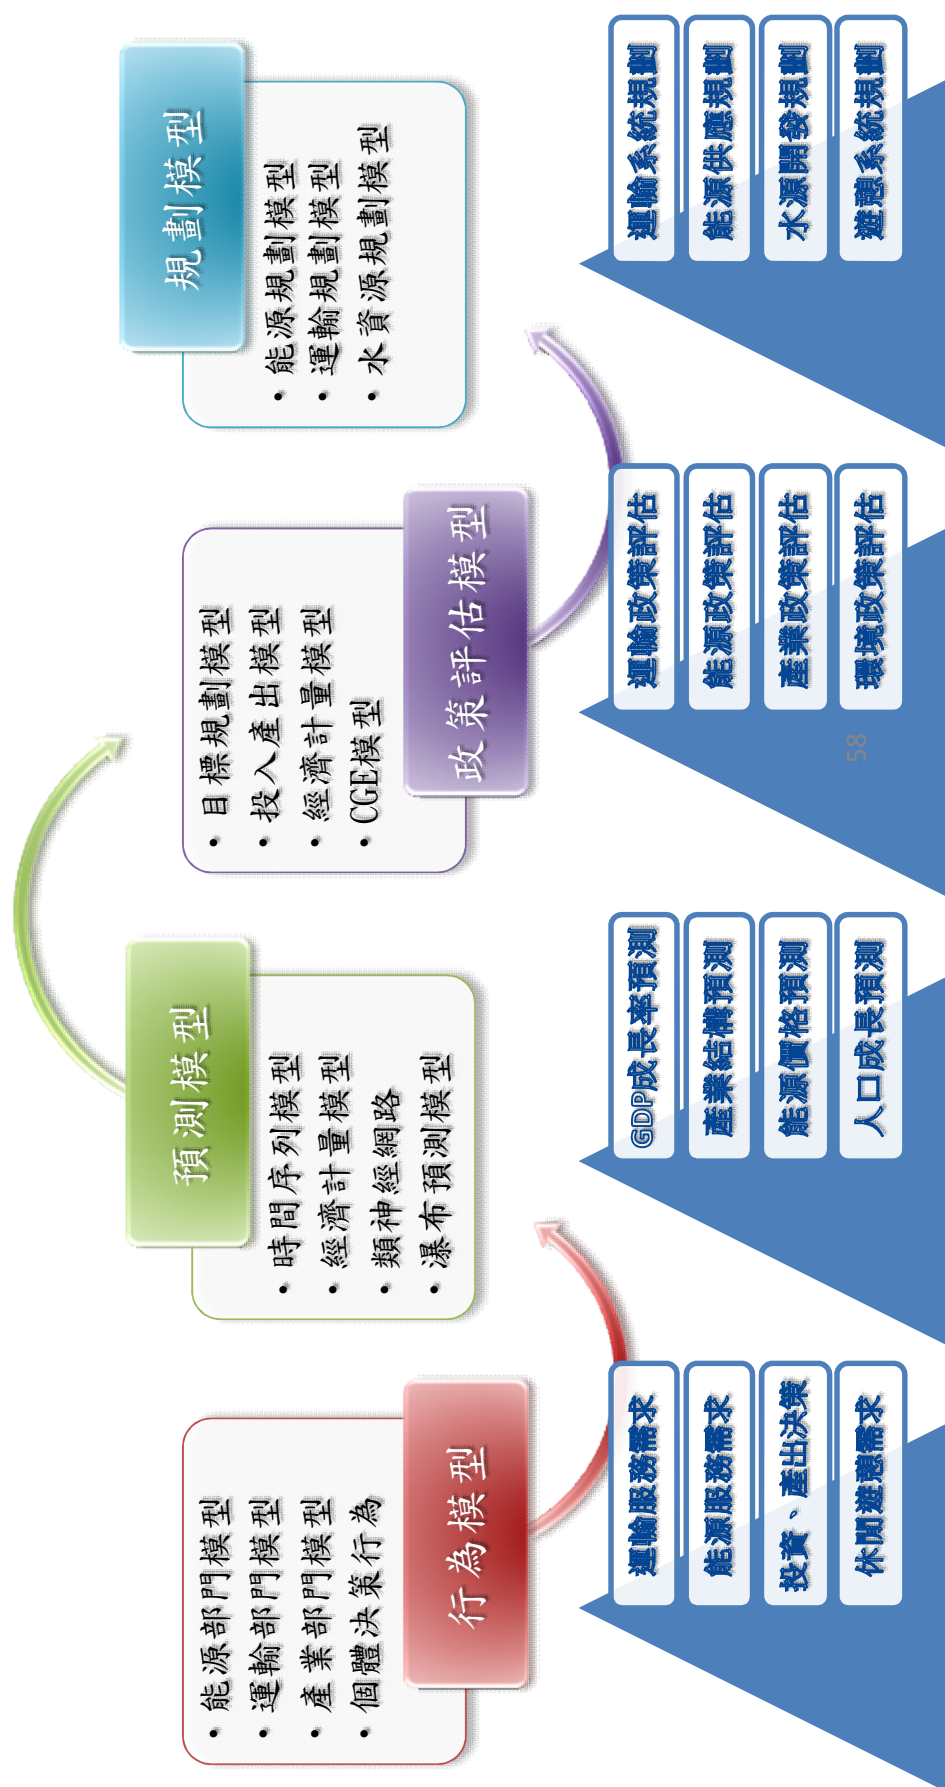 能源部門模型
運輸部門模型
產業部門模型
個體決策行為
行為模型
預測模型
時間序列模型
經濟計量模型
類神經網路
瀑布預測模型
目標規劃模型
投入產出模型
經濟計量模型
CGE模型
政策評估模型
規劃模型
能源規劃模型
運輸規劃模型
水資源規劃模型
運輸服務需求
能源服務需求
投資、產出決策
休閒遊憩需求
GDP成長率預測
產業結構預測
能源價格預測
人口成長預測
運輸政策評估
能源政策評估
產業政策評估
環境政策評估
運輸系統規劃
能源供應規劃
水源開發規劃
遊憩系統規劃
58